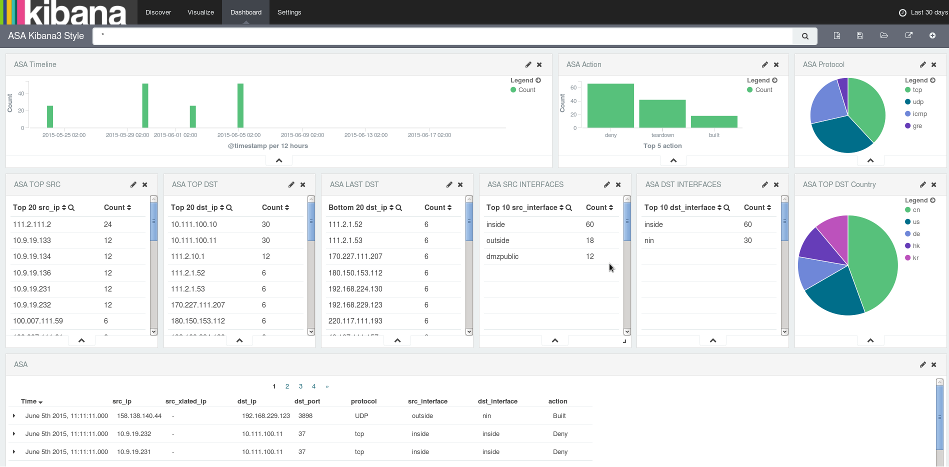 kibana Discover Visualize Dashboard Settings Last 30 days
ASA Kibana3 Style *
ASA Timeline
Legend
Count
Count
40
20
0
2015-05-25 02:00 2015-05-29 02:00 2015-06-01 02:00 2015-06-05 02:00 2015-06-09 02:00 2015-06-13 02:00 2015-06-17 02:00
@timestamp per 12 hours
ASA Action
Legend
Count
Count
60
40
20
0
deny teardown built
Top 5 action
ASA Protocol
Legend
tcp
udp
icmp
gre
ASA TOP SRC
Top 20 src_ip Count
111.2.111.2 24
10.9.19.133 12
10.9.19.134 12
10.9.19.136 12
10.9.19.231 12
10.9.19.232 12
100.007.111.59 6
ASA TOP DST
Top 20 dst_ip Count
10.111.100.10 30
10.111.100.11 30
111.2.10.1 12
111.2.1.52 6
111.2.1.53 6
170.227.111.207 6
180.150.153.112 6
ASA LAST DST
Bottom 20 dst_ip Count
111.2.1.52 6
111.2.1.53 6
170.227.111.207 6
180.150.153.112 6
192.168.224.130 6
192.168.229.123 6
220.117.111.193 6
ASA SRC INTERFACES
Top 10 src_interface Count
inside 60
outside 18
dmzpublic 12
ASA DST INTERFACES
Top 10 dst_interface Count
inside 60
nin 30
ASA TOP DST Country
Legend
cn
us
de
hk
kr
ASA
1 2 3 4 »
Time src_ip src_xlated_ip dst_ip dst_port protocol src_interface dst_interface action
June 5th 2015, 11:11:11.000 158.138.140.44 - 192.168.229.123 3898 UDP outside nin Built
June 5th 2015, 11:11:11.000 10.9.19.232 - 10.111.100.11 37 tcp inside inside Deny
June 5th 2015, 11:11:11.000 10.9.19.231 - 10.111.100.11 37 tcp inside inside Deny